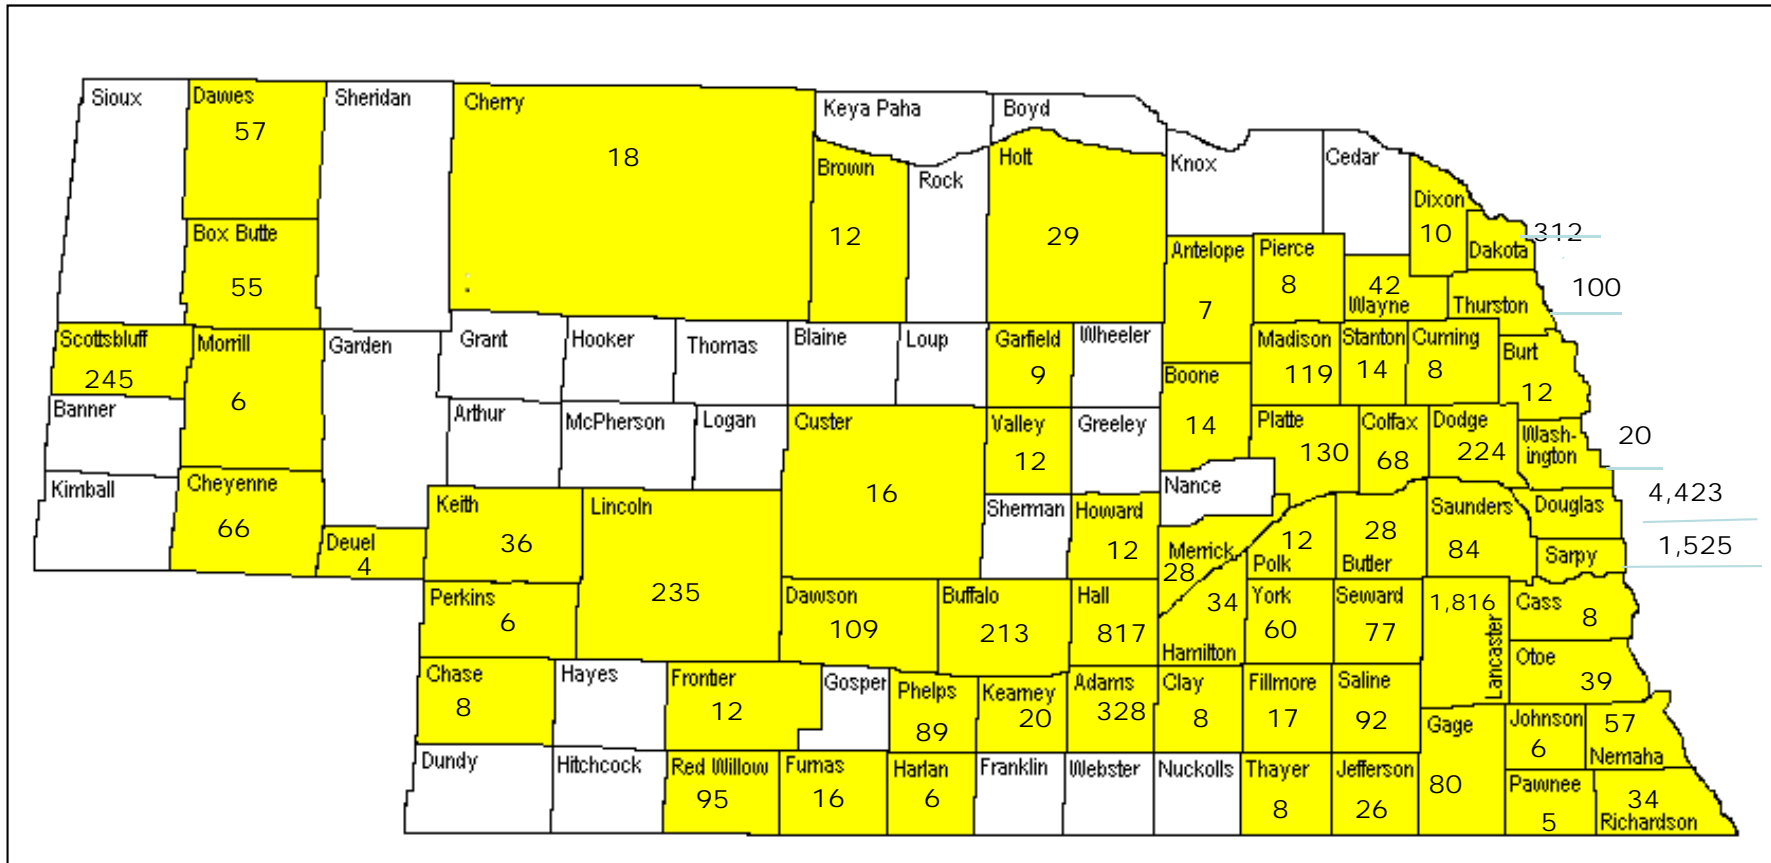 Sioux
Dawes
57
Sheridan
Cherry
18
Keya Paha
Boyd
Brown
12
Rock
Holt
29
Knox
Cedar
Dixon
10
Dakota
312
Box Butte
55
Antelope
7
Pierce
8
42
Wayne
Thurston
100
Scottsbluff
245
Morrill
6
Garden
Grant
Hooker
Thomas
Blaine
Loup
Garfield
9
Wheeler
Boone
14
Madison
119
Stanton
14
Cuming
8
Burt
12
Banner
Arthur
McPherson
Logan
Custer
16
Valley
12
Greeley
Platte
130
Colfax
68
Dodge
224
Wash-
ington
20
Kimball
Cheyenne
66
Deuel
4
Keith
36
Lincoln
235
Sherman
Howard
12
Nance
Merrick
28
12
Polk
28
Butler
Saunders
84
Douglas
4,423
Sarpy
1,525
Perkins
6
Dawson
109
Buffalo
213
Hall
817
34
Hamilton
York
60
Seward
77
1,816
Lancaster
Cass
8
Otoe
39
Chase
8
Hayes
Frontier
12
Gosper
Phelps
89
Kearney
20
Adams
328
Clay
8
Fillmore
17
Saline
92
Gage
80
Johnson
6
57
Nemaha
Dundy
Hitchcock
Red Willow
95
Furnas
16
Harlan
6
Franklin
Webster
Nuckolls
Thayer
8
Jefferson
26
Pawnee
5
34
Richardson